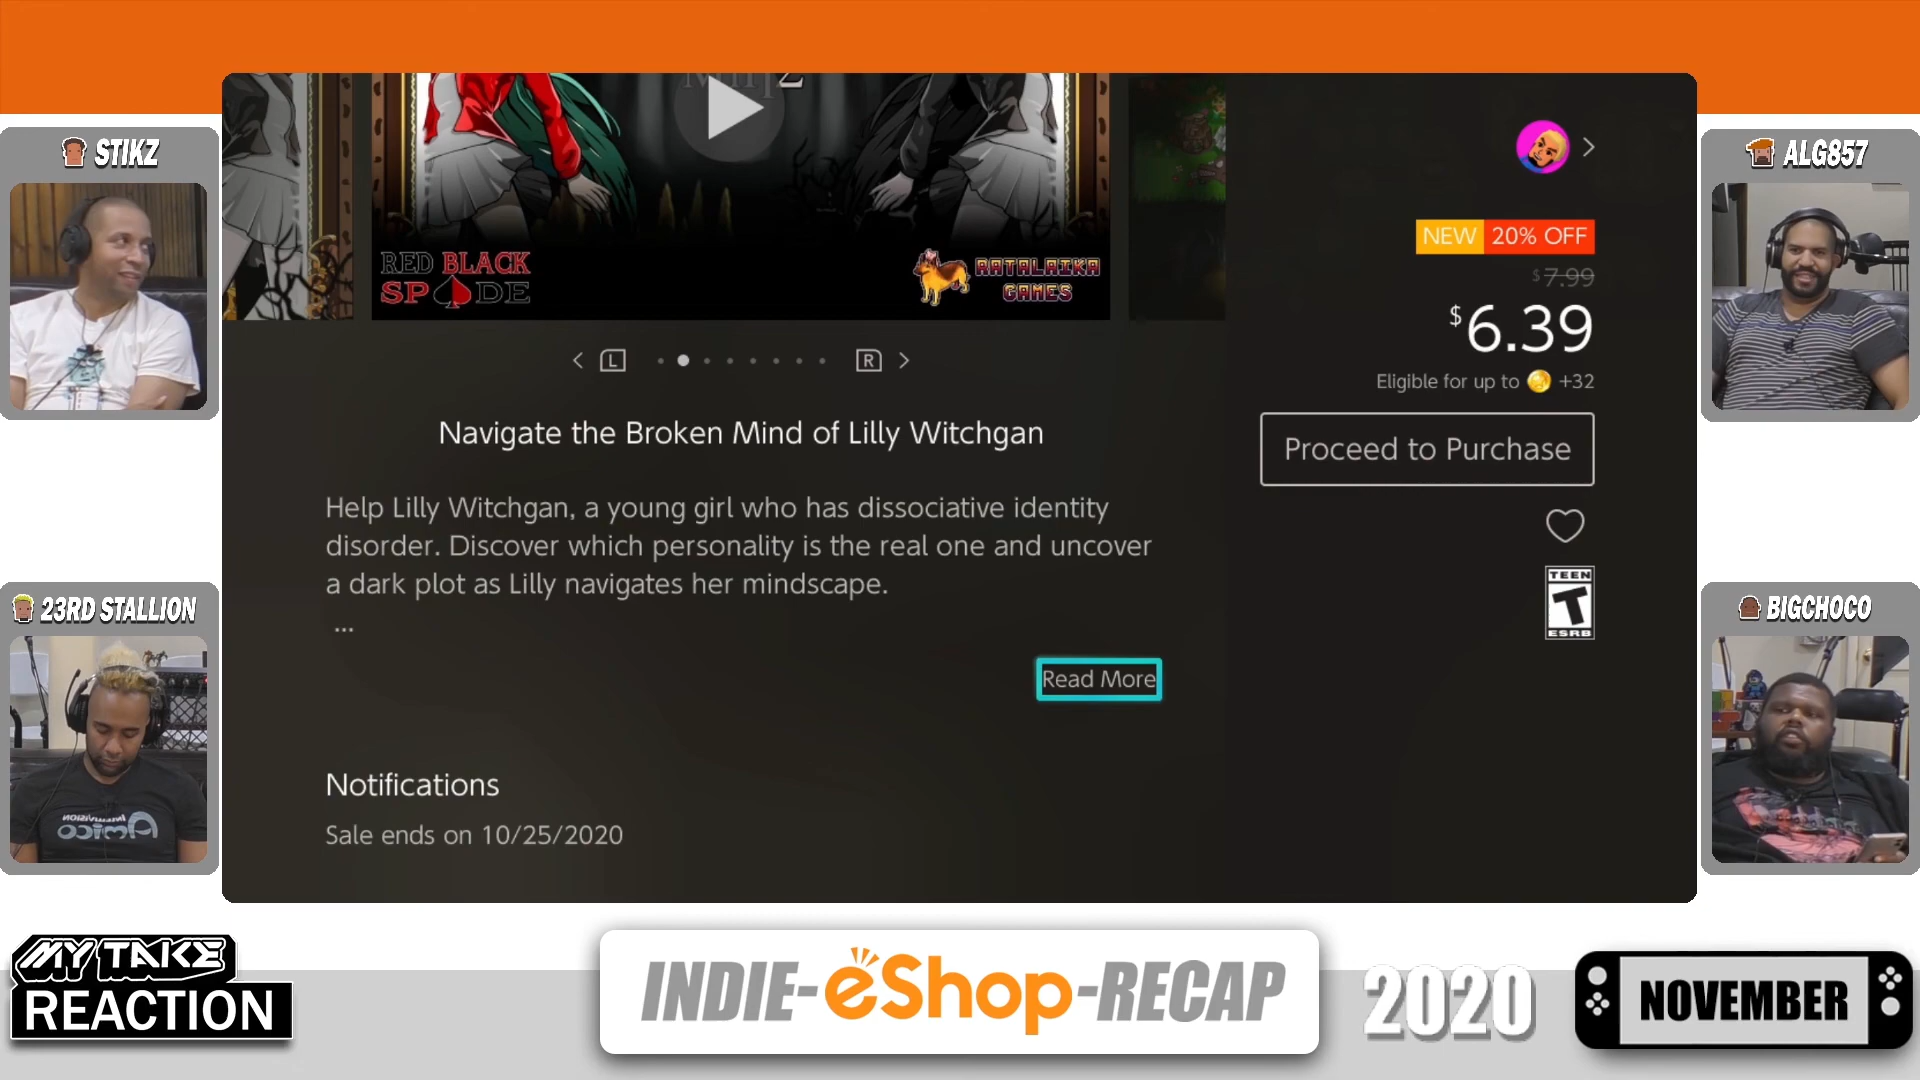 STIKZ
ALG857
RED BLACK
SPADE
RATALAIKA
GAMES
NEW 20% OFF
$7.99
$6.39
Eligible for up to +32
Proceed to Purchase
L
R
Navigate the Broken Mind of Lilly Witchgan
Help Lilly Witchgan, a young girl who has dissociative identity
disorder. Discover which personality is the real one and uncover
a dark plot as Lilly navigates her mindscape.
...
Read More
TEEN
T
ESRB
Notifications
Sale ends on 10/25/2020
23RD STALLION
INTELLIVISION
AMICO
BIGCHOCO
MY TAKE
REACTION
INDIE-eShop-RECAP
2020
NOVEMBER